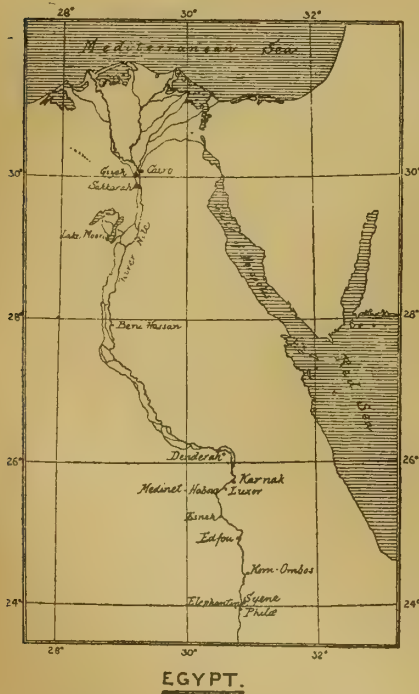 28° 30° 32°
Mediterranean Sea
30° 30°
Gizeh Cairo
Sakkarah
Lake Moeris
River Nile
28° 28°
Beni Hassan
Red Sea
Denderah
26° 26°
Karnak
Medinet-Habou Luxor
Esneh
Edfou
Kom-Ombos
24° 24°
Elephantine Syene
Philæ
28° 30° 32°
EGYPT.